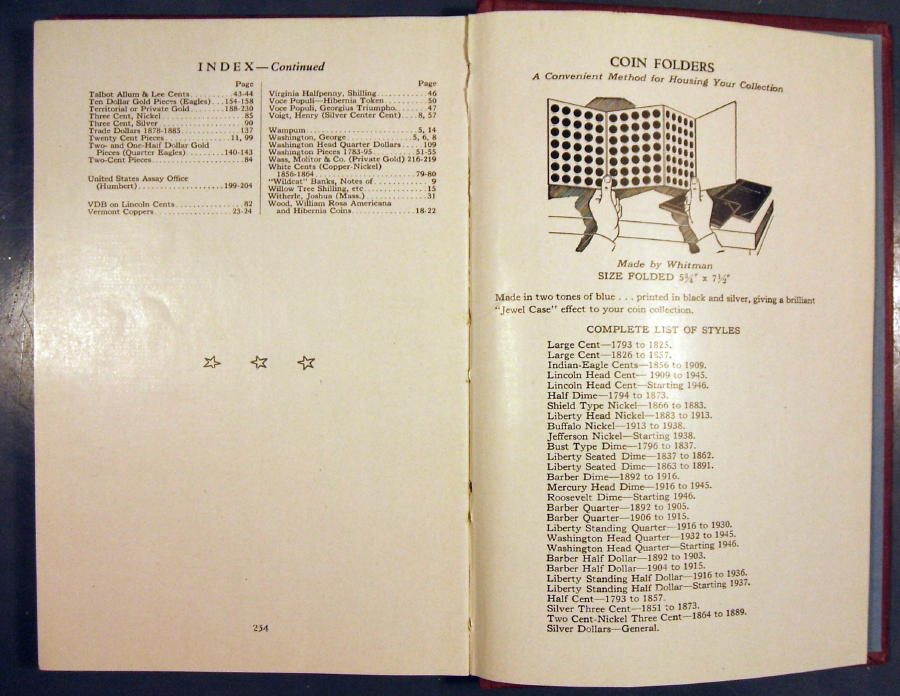 INDEX—Continued
Page
Talbot Allum & Lee Cents..........43-44
Ten Dollar Gold Pieces (Eagles)...154-158
Territorial or Private Gold........188-230
Three Cent, Nickel.................... 85
Three Cent, Silver.................... 90
Trade Dollars 1878-1885...............137
Twenty Cent Pieces................11, 99
Two- and One-Half Dollar Gold
Pieces (Quarter Eagles).........140-143
Two-Cent Pieces....................... 84
United States Assay Office
(Humbert).......................199-204
VDB on Lincoln Cents................. 82
Vermont Coppers....................23-24
Page
Virginia Halfpenny, Shilling........... 46
Voce Populi—Hibernia Token......... 50
Voce Populi, Georgius Triumpho..... 47
Voigt, Henry (Silver Center Cent)....8, 57
Wampum............................5, 14
Washington, George................5, 6, 8
Washington Head Quarter Dollars.....109
Washington Pieces 1783-95..........51-55
Wass, Molitor & Co. (Private Gold) 216-219
White Cents (Copper-Nickel)
1856-1864.........................79-80
"Wildcat" Banks, Notes of............. 9
Willow Tree Shilling, etc.............. 15
Witherle, Joshua (Mass.).............. 31
Wood, William Rosa Americana
and Hibernia Coins...............18-22
254
COIN FOLDERS
A Convenient Method for Housing Your Collection
Made by Whitman
SIZE FOLDED 5¾" x 7½"
Made in two tones of blue . . . printed in black and silver, giving a brilliant
"Jewel Case" effect to your coin collection.
COMPLETE LIST OF STYLES
Large Cent—1793 to 1825.
Large Cent—1826 to 1857.
Indian-Eagle Cents—1856 to 1909.
Lincoln Head Cent—1909 to 1945.
Lincoln Head Cent—Starting 1946.
Half Dime—1794 to 1873.
Shield Type Nickel—1866 to 1883.
Liberty Head Nickel—1883 to 1913.
Buffalo Nickel—1913 to 1938.
Jefferson Nickel—Starting 1938.
Bust Type Dime—1796 to 1837.
Liberty Seated Dime—1837 to 1862.
Liberty Seated Dime—1863 to 1891.
Barber Dime—1892 to 1916.
Mercury Head Dime—1916 to 1945.
Roosevelt Dime—Starting 1946.
Barber Quarter—1892 to 1905.
Barber Quarter—1906 to 1915.
Liberty Standing Quarter—1916 to 1930.
Washington Head Quarter—1932 to 1945.
Washington Head Quarter—Starting 1946.
Barber Half Dollar—1892 to 1903.
Barber Half Dollar—1904 to 1915.
Liberty Standing Half Dollar—1916 to 1936.
Liberty Standing Half Dollar—Starting 1937.
Half Cent—1793 to 1857.
Silver Three Cent—1851 to 1873.
Two Cent-Nickel Three Cent—1864 to 1889.
Silver Dollars—General.